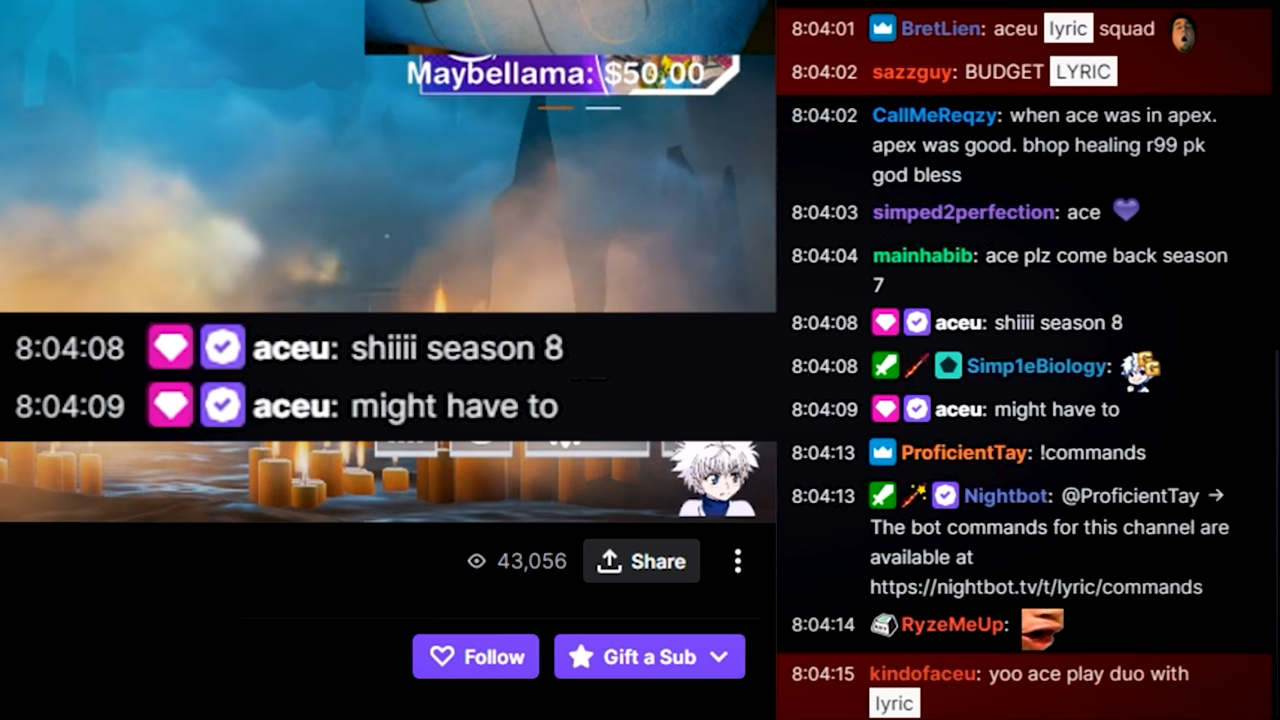 Maybellama: $50.00
8:04:08 aceu: shiiii season 8
8:04:09 aceu: might have to
43,056 Share
Follow Gift a Sub
8:04:01 BretLien: aceu lyric squad
8:04:02 sazzguy: BUDGET LYRIC
8:04:02 CallMeReqzy: when ace was in apex.
apex was good. bhop healing r99 pk
god bless
8:04:03 simped2perfection: ace
8:04:04 mainhabib: ace plz come back season
7
8:04:08 aceu: shiiii season 8
8:04:08 Simp1eBiology:
8:04:09 aceu: might have to
8:04:13 ProficientTay: !commands
8:04:13 Nightbot: @ProficientTay →
The bot commands for this channel are
available at
https://nightbot.tv/t/lyric/commands
8:04:14 RyzeMeUp:
8:04:15 kindofaceu: yoo ace play duo with
lyric